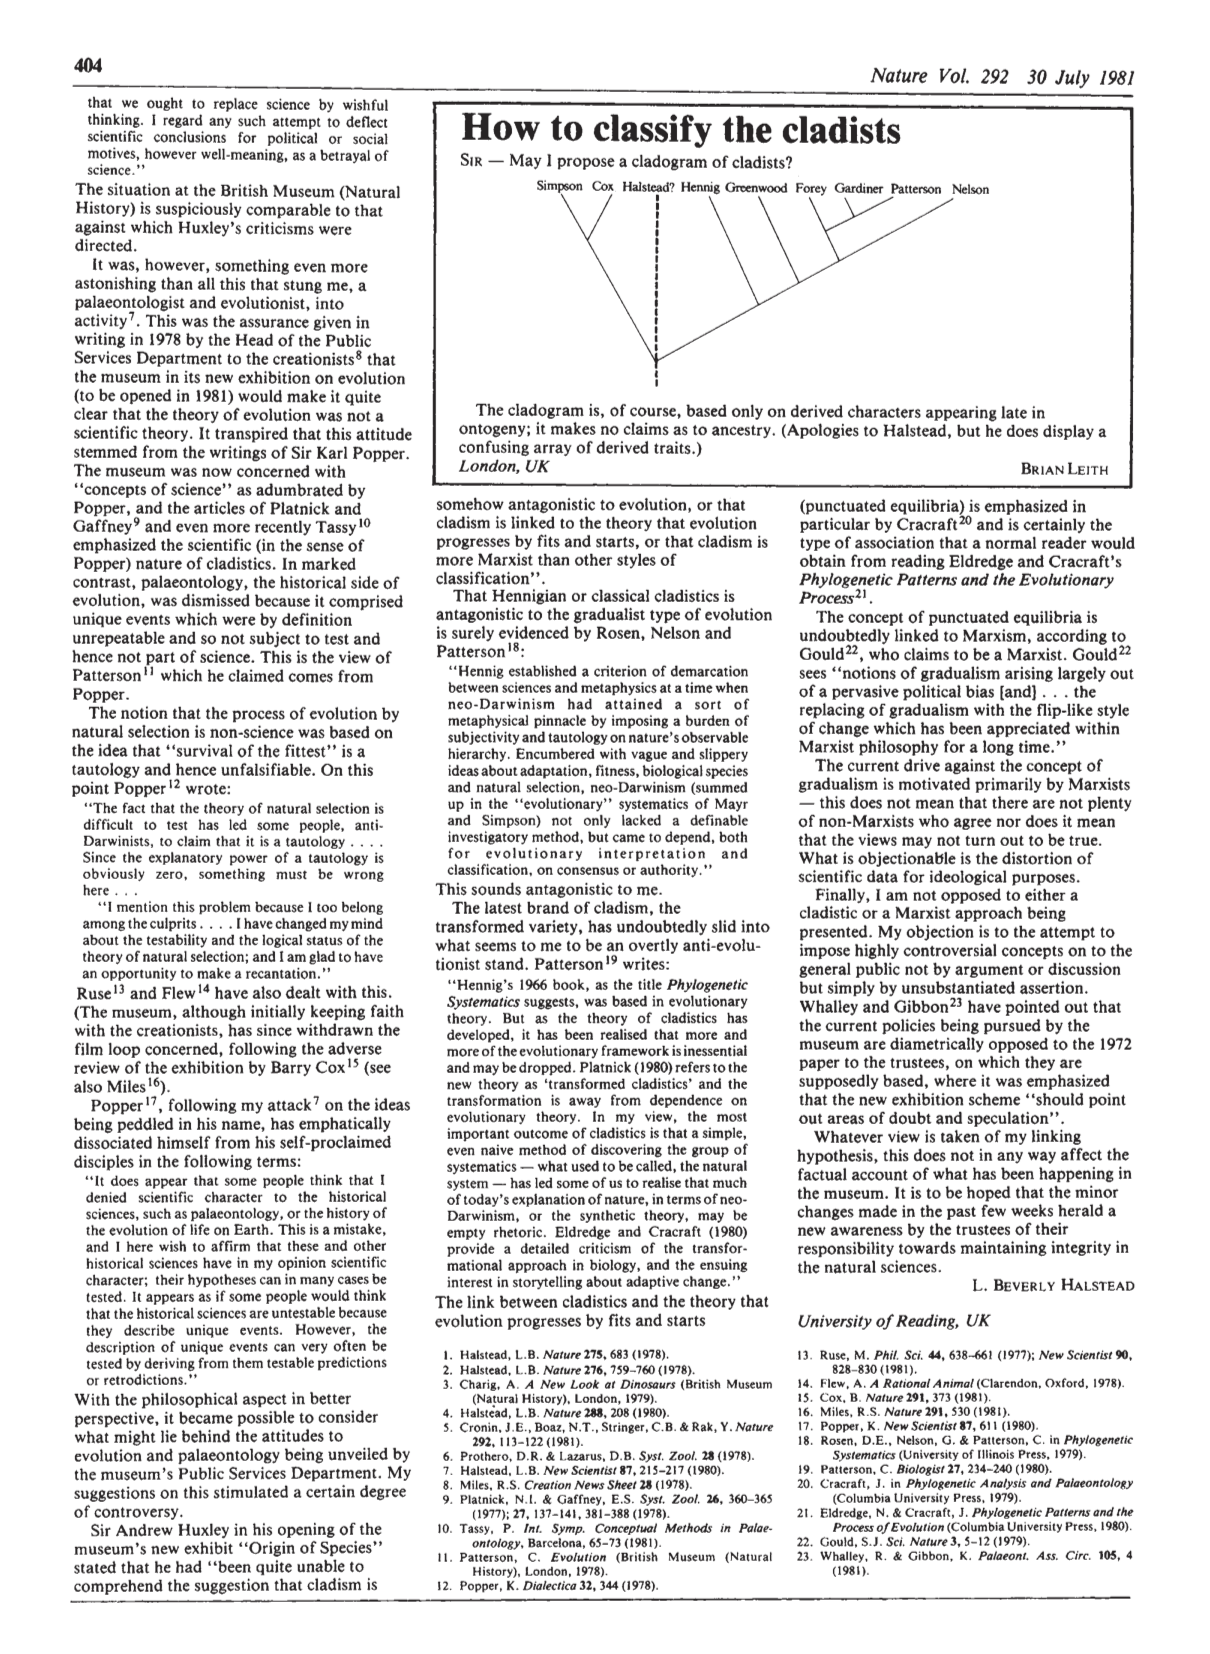 404
Nature Vol. 292 30 July 1981
that we ought to replace science by wishful
thinking. I regard any such attempt to deflect
scientific conclusions for political or social
motives, however well-meaning, as a betrayal of
science.”
The situation at the British Museum (Natural
History) is suspiciously comparable to that
against which Huxley's criticisms were
directed.
It was, however, something even more
astonishing than all this that stung me, a
palaeontologist and evolutionist, into
activity7. This was the assurance given in
writing in 1978 by the Head of the Public
Services Department to the creationists8 that
the museum in its new exhibition on evolution
(to be opened in 1981) would make it quite
clear that the theory of evolution was not a
scientific theory. It transpired that this attitude
stemmed from the writings of Sir Karl Popper.
The museum was now concerned with
“concepts of science” as adumbrated by
Popper, and the articles of Platnick and
Gaffney9 and even more recently Tassy10
emphasized the scientific (in the sense of
Popper) nature of cladistics. In marked
contrast, palaeontology, the historical side of
evolution, was dismissed because it comprised
unique events which were by definition
unrepeatable and so not subject to test and
hence not part of science. This is the view of
Patterson11 which he claimed comes from
Popper.
The notion that the process of evolution by
natural selection is non-science was based on
the idea that “survival of the fittest” is a
tautology and hence unfalsifiable. On this
point Popper12 wrote:
“The fact that the theory of natural selection is
difficult to test has led some people, anti-
Darwinists, to claim that it is a tautology . . . .
Since the explanatory power of a tautology is
obviously zero, something must be wrong
here . . .
“I mention this problem because I too belong
among the culprits. . . . I have changed my mind
about the testability and the logical status of the
theory of natural selection; and I am glad to have
an opportunity to make a recantation.”
Ruse13 and Flew14 have also dealt with this.
(The museum, although initially keeping faith
with the creationists, has since withdrawn the
film loop concerned, following the adverse
review of the exhibition by Barry Cox15 (see
also Miles16).
Popper17, following my attack7 on the ideas
being peddled in his name, has emphatically
dissociated himself from his self-proclaimed
disciples in the following terms:
“It does appear that some people think that I
denied scientific character to the historical
sciences, such as palaeontology, or the history of
the evolution of life on Earth. This is a mistake,
and I here wish to affirm that these and other
historical sciences have in my opinion scientific
character; their hypotheses can in many cases be
tested. It appears as if some people would think
that the historical sciences are untestable because
they describe unique events. However, the
description of unique events can very often be
tested by deriving from them testable predictions
or retrodictions.”
With the philosophical aspect in better
perspective, it became possible to consider
what might lie behind the attitudes to
evolution and palaeontology being unveiled by
the museum's Public Services Department. My
suggestions on this stimulated a certain degree
of controversy.
Sir Andrew Huxley in his opening of the
museum's new exhibit “Origin of Species”
stated that he had “been quite unable to
comprehend the suggestion that cladism is
How to classify the cladists
SIR — May I propose a cladogram of cladists?
Simpson Cox Halstead? Hennig Greenwood Forey Gardiner Patterson Nelson
The cladogram is, of course, based only on derived characters appearing late in
ontogeny; it makes no claims as to ancestry. (Apologies to Halstead, but he does display a
confusing array of derived traits.)
London, UK
BRIAN LEITH
somehow antagonistic to evolution, or that
cladism is linked to the theory that evolution
progresses by fits and starts, or that cladism is
more Marxist than other styles of
classification”.
That Hennigian or classical cladistics is
antagonistic to the gradualist type of evolution
is surely evidenced by Rosen, Nelson and
Patterson18:
“Hennig established a criterion of demarcation
between sciences and metaphysics at a time when
neo-Darwinism had attained a sort of
metaphysical pinnacle by imposing a burden of
subjectivity and tautology on nature's observable
hierarchy. Encumbered with vague and slippery
ideas about adaptation, fitness, biological species
and natural selection, neo-Darwinism (summed
up in the “evolutionary” systematics of Mayr
and Simpson) not only lacked a definable
investigatory method, but came to depend, both
for evolutionary interpretation and
classification, on consensus or authority.”
This sounds antagonistic to me.
The latest brand of cladism, the
transformed variety, has undoubtedly slid into
what seems to me to be an overtly anti-evolu-
tionist stand. Patterson19 writes:
“Hennig's 1966 book, as the title Phylogenetic
Systematics suggests, was based in evolutionary
theory. But as the theory of cladistics has
developed, it has been realised that more and
more of the evolutionary framework is inessential
and may be dropped. Platnick (1980) refers to the
new theory as ‘transformed cladistics’ and the
transformation is away from dependence on
evolutionary theory. In my view, the most
important outcome of cladistics is that a simple,
even naive method of discovering the group of
systematics — what used to be called, the natural
system — has led some of us to realise that much
of today's explanation of nature, in terms of neo-
Darwinism, or the synthetic theory, may be
empty rhetoric. Eldredge and Cracraft (1980)
provide a detailed criticism of the transfor-
mational approach in biology, and the ensuing
interest in storytelling about adaptive change.”
The link between cladistics and the theory that
evolution progresses by fits and starts
(punctuated equilibria) is emphasized in
particular by Cracraft20 and is certainly the
type of association that a normal reader would
obtain from reading Eldredge and Cracraft's
Phylogenetic Patterns and the Evolutionary
Process21.
The concept of punctuated equilibria is
undoubtedly linked to Marxism, according to
Gould22, who claims to be a Marxist. Gould22
sees “notions of gradualism arising largely out
of a pervasive political bias [and] . . . the
replacing of gradualism with the flip-like style
of change which has been appreciated within
Marxist philosophy for a long time.”
The current drive against the concept of
gradualism is motivated primarily by Marxists
— this does not mean that there are not plenty
of non-Marxists who agree nor does it mean
that the views may not turn out to be true.
What is objectionable is the distortion of
scientific data for ideological purposes.
Finally, I am not opposed to either a
cladistic or a Marxist approach being
presented. My objection is to the attempt to
impose highly controversial concepts on to the
general public not by argument or discussion
but simply by unsubstantiated assertion.
Whalley and Gibbon23 have pointed out that
the current policies being pursued by the
museum are diametrically opposed to the 1972
paper to the trustees, on which they are
supposedly based, where it was emphasized
that the new exhibition scheme “should point
out areas of doubt and speculation”.
Whatever view is taken of my linking
hypothesis, this does not in any way affect the
factual account of what has been happening in
the museum. It is to be hoped that the minor
changes made in the past few weeks herald a
new awareness by the trustees of their
responsibility towards maintaining integrity in
the natural sciences.
L. BEVERLY HALSTEAD
University of Reading, UK
1. Halstead, L.B. Nature 275, 683 (1978).
2. Halstead, L.B. Nature 276, 759–760 (1978).
3. Charig, A. A New Look at Dinosaurs (British Museum
(Natural History), London, 1979).
4. Halstead, L.B. Nature 288, 208 (1980).
5. Cronin, J.E., Boaz, N.T., Stringer, C.B. & Rak, Y. Nature
292, 113–122 (1981).
6. Prothero, D.R. & Lazarus, D.B. Syst. Zool. 28 (1978).
7. Halstead, L.B. New Scientist 87, 215–217 (1980).
8. Miles, R.S. Creation News Sheet 28 (1978).
9. Platnick, N.I. & Gaffney, E.S. Syst. Zool. 26, 360–365
(1977); 27, 137–141, 381–388 (1978).
10. Tassy, P. Int. Symp. Conceptual Methods in Palae-
ontology, Barcelona, 65–73 (1981).
11. Patterson, C. Evolution (British Museum (Natural
History), London, 1978).
12. Popper, K. Dialectica 32, 344 (1978).
13. Ruse, M. Phil. Sci. 44, 638–661 (1977); New Scientist 90,
828–830 (1981).
14. Flew, A. A Rational Animal (Clarendon, Oxford, 1978).
15. Cox, B. Nature 291, 373 (1981).
16. Miles, R.S. Nature 291, 530 (1981).
17. Popper, K. New Scientist 87, 611 (1980).
18. Rosen, D.E., Nelson, G. & Patterson, C. in Phylogenetic
Systematics (University of Illinois Press, 1979).
19. Patterson, C. Biologist 27, 234–240 (1980).
20. Cracraft, J. in Phylogenetic Analysis and Palaeontology
(Columbia University Press, 1979).
21. Eldredge, N. & Cracraft, J. Phylogenetic Patterns and the
Process of Evolution (Columbia University Press, 1980).
22. Gould, S.J. Sci. Nature 3, 5–12 (1979).
23. Whalley, R. & Gibbon, K. Palaeont. Ass. Circ. 105, 4
(1981).